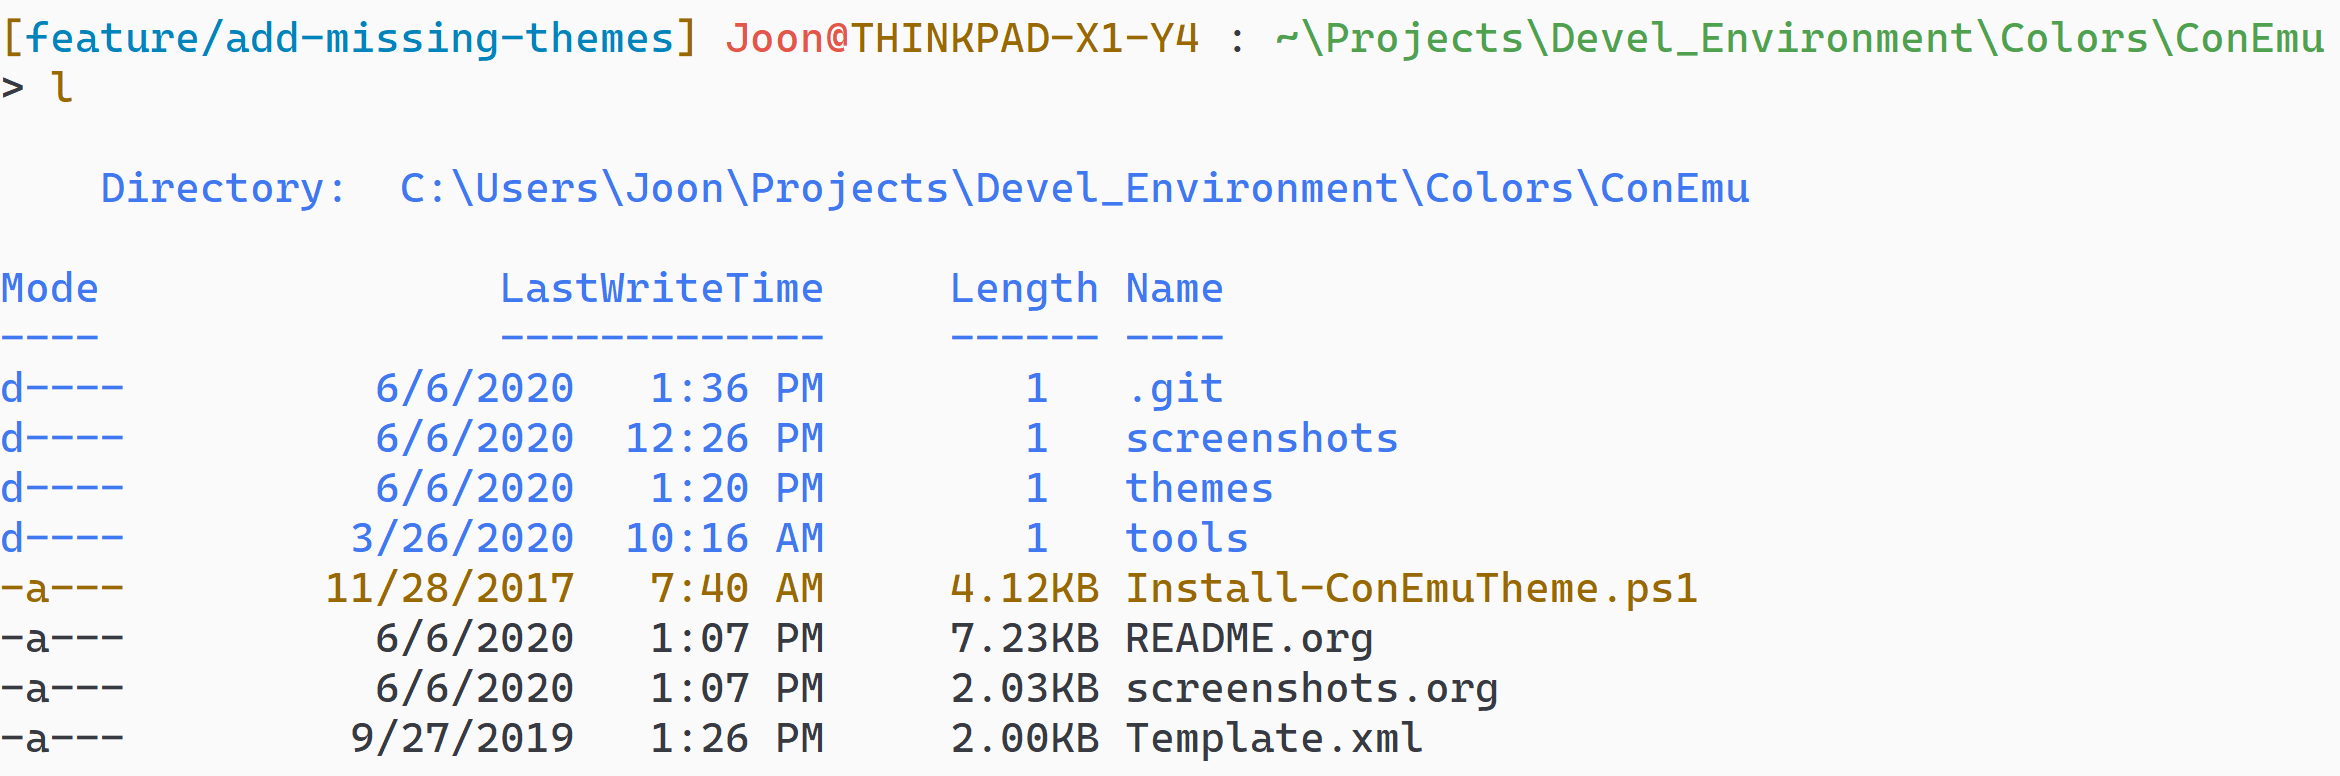 [feature/add-missing-themes] Joon@THINKPAD-X1-Y4 : ~\Projects\Devel_Environment\Colors\ConEmu
> l
    Directory:  C:\Users\Joon\Projects\Devel_Environment\Colors\ConEmu
Mode                LastWriteTime     Length Name
----                -------------     ------ ----
d----          6/6/2020   1:36 PM        1   .git
d----          6/6/2020  12:26 PM        1   screenshots
d----          6/6/2020   1:20 PM        1   themes
d----         3/26/2020  10:16 AM        1   tools
-a---        11/28/2017   7:40 AM     4.12KB Install-ConEmuTheme.ps1
-a---          6/6/2020   1:07 PM     7.23KB README.org
-a---          6/6/2020   1:07 PM     2.03KB screenshots.org
-a---         9/27/2019   1:26 PM     2.00KB Template.xml